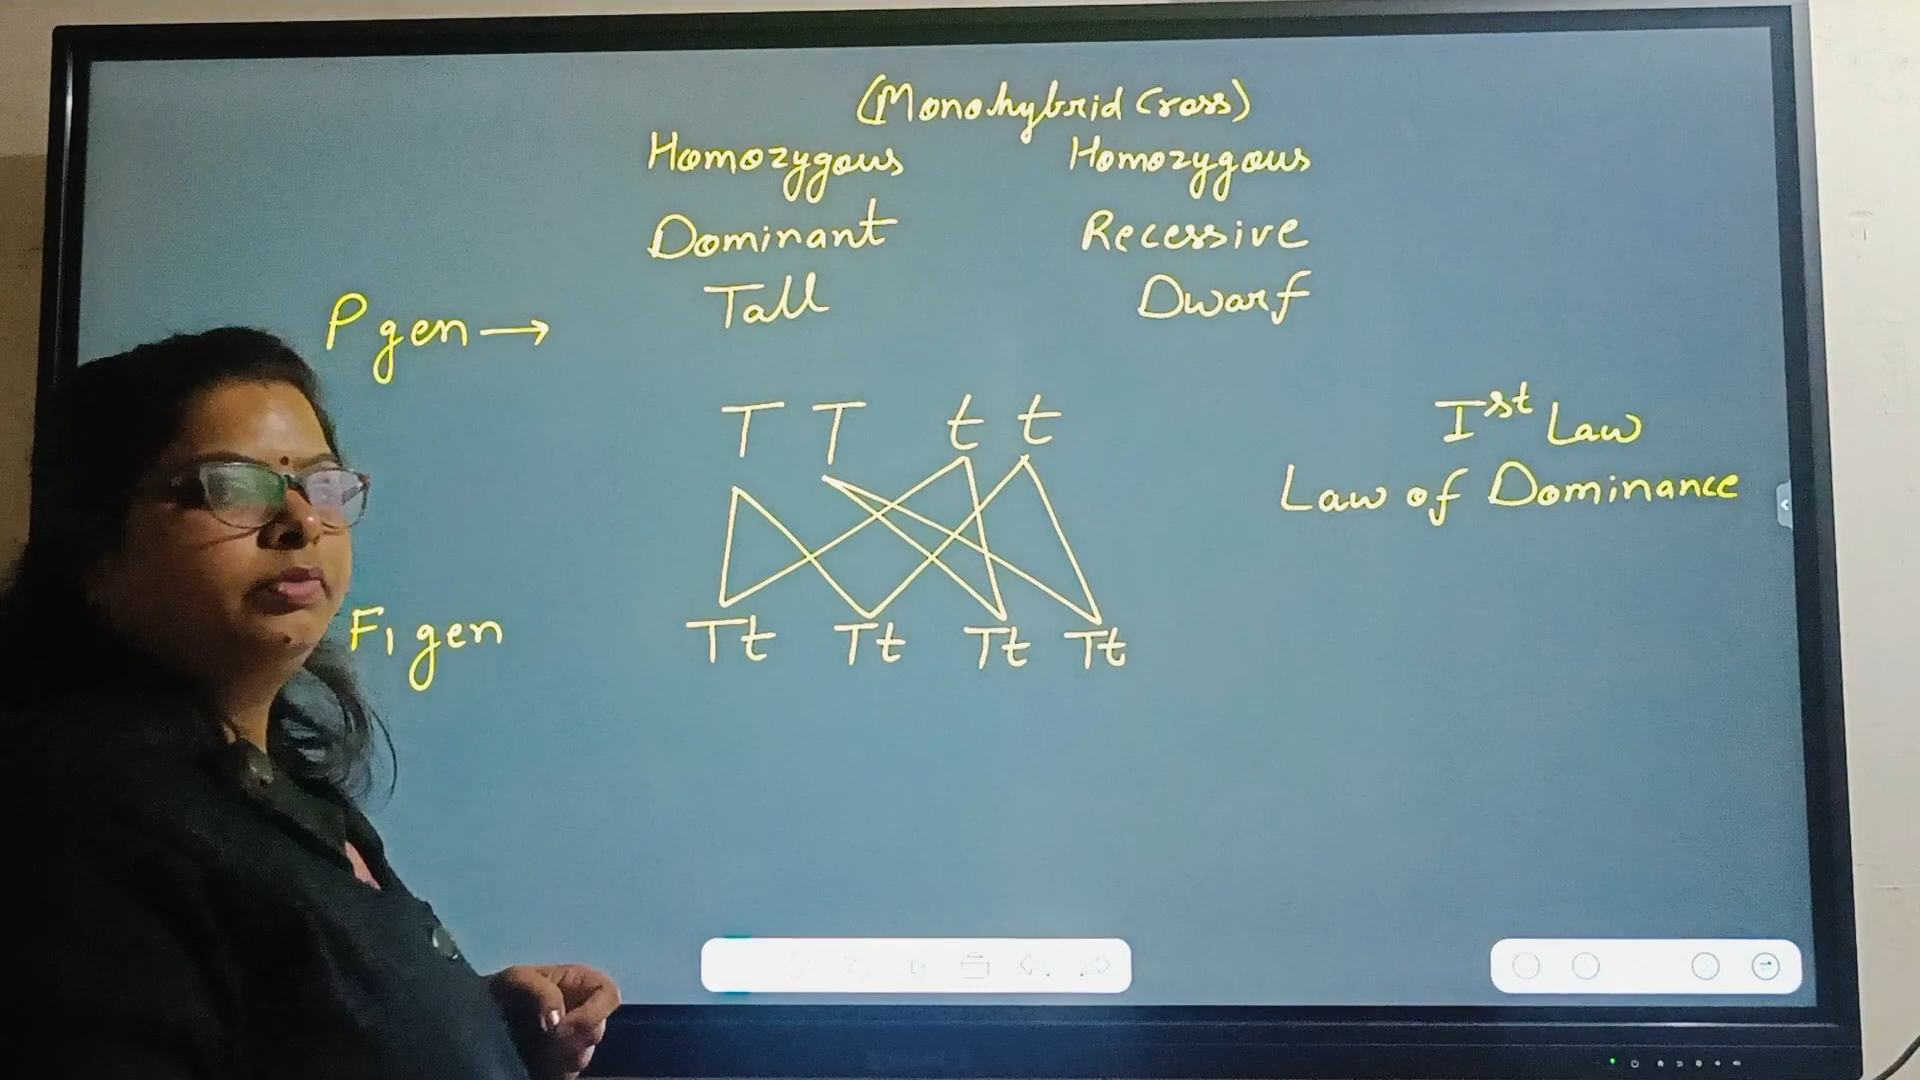 (Monohybrid Cross)
Homozygous Homozygous
Dominant Recessive
Tall Dwarf
P gen →
T T t t
Ist Law
Law of Dominance
F1 gen
Tt Tt Tt Tt